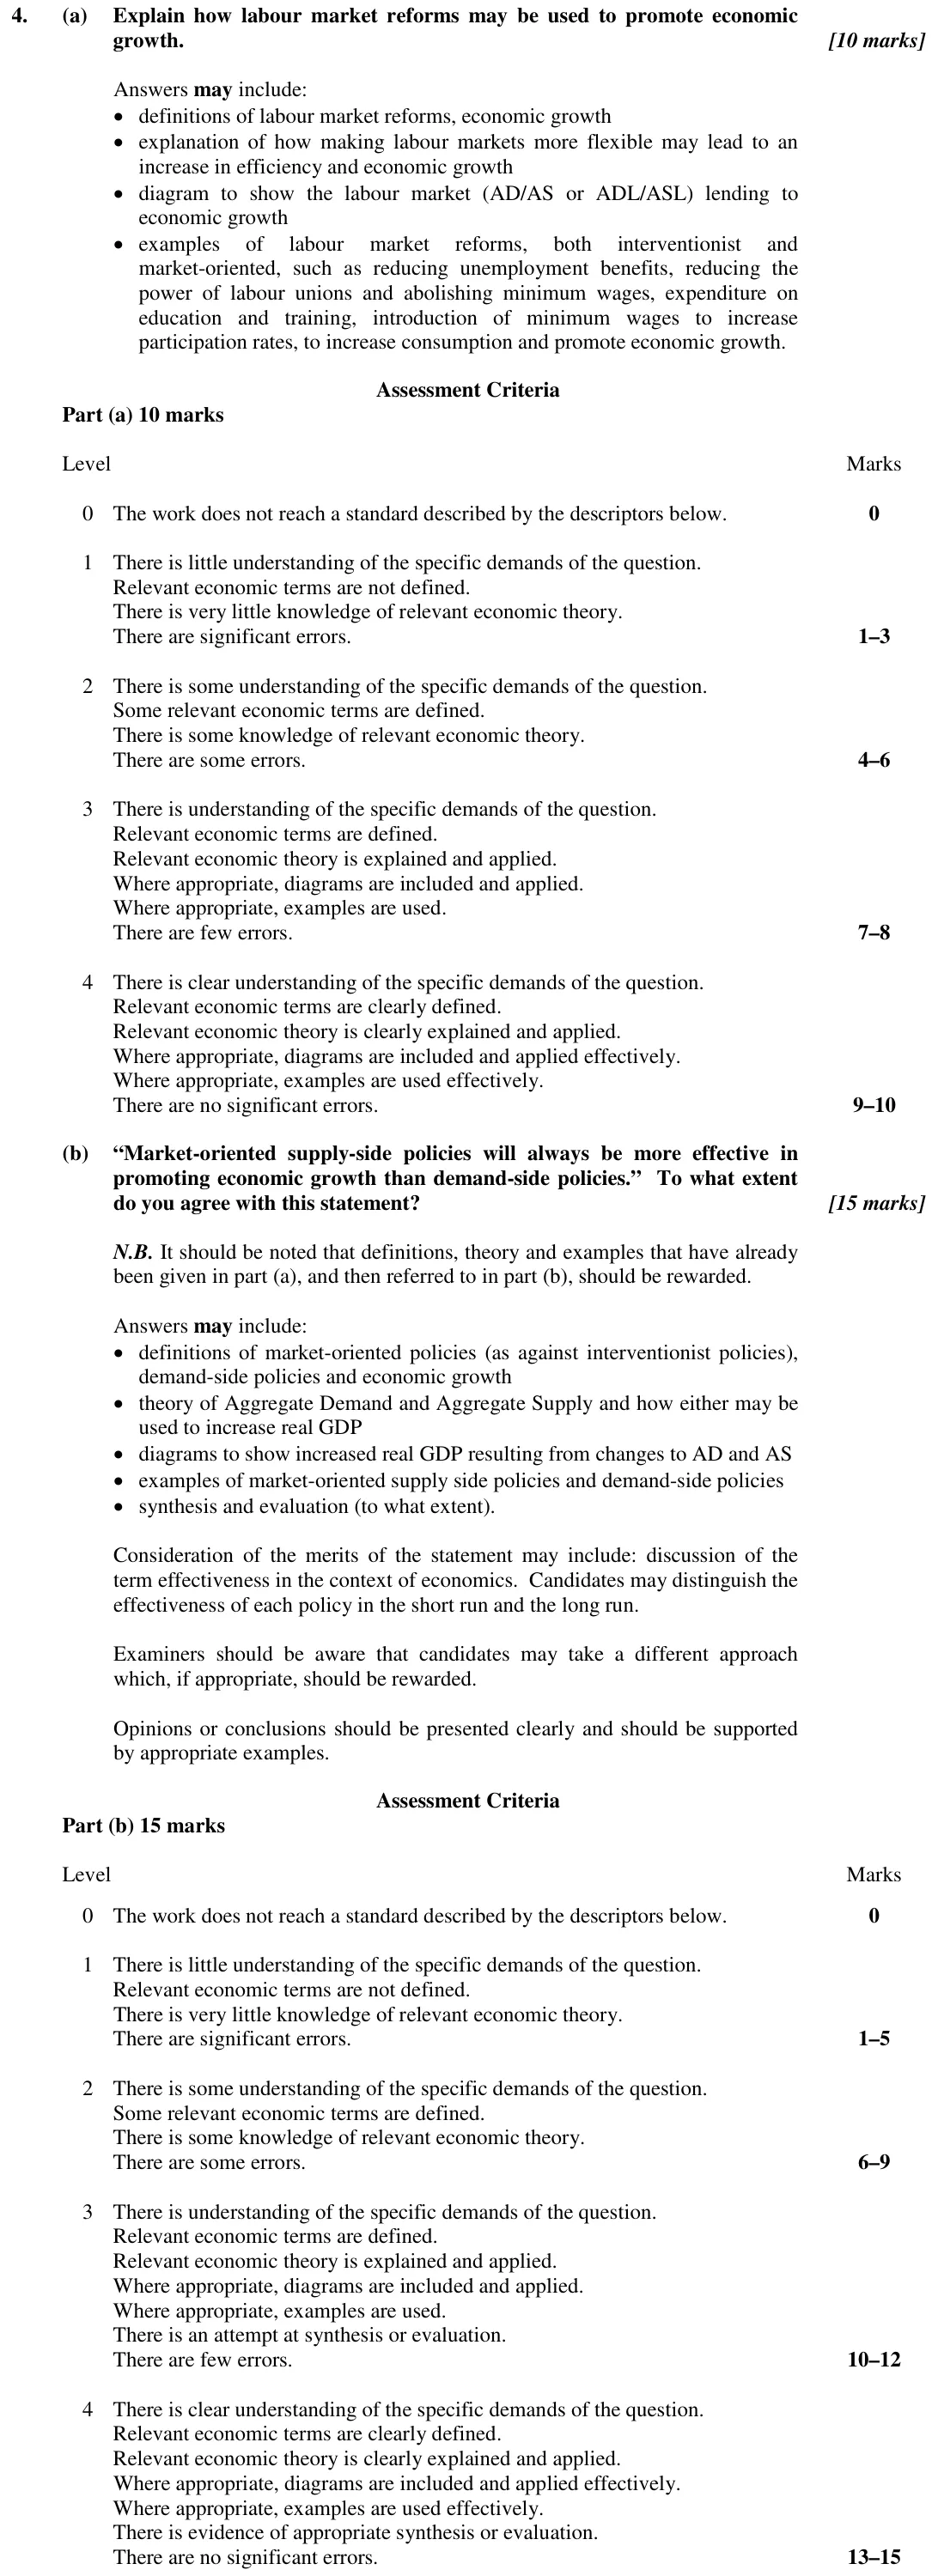 4. (a) Explain how labour market reforms may be used to promote economic
growth. [10 marks]
Answers may include:
• definitions of labour market reforms, economic growth
• explanation of how making labour markets more flexible may lead to an
increase in efficiency and economic growth
• diagram to show the labour market (AD/AS or ADL/ASL) lending to
economic growth
• examples of labour market reforms, both interventionist and
market-oriented, such as reducing unemployment benefits, reducing the
power of labour unions and abolishing minimum wages, expenditure on
education and training, introduction of minimum wages to increase
participation rates, to increase consumption and promote economic growth.
Assessment Criteria
Part (a) 10 marks
Level Marks
0 The work does not reach a standard described by the descriptors below. 0
1 There is little understanding of the specific demands of the question.
Relevant economic terms are not defined.
There is very little knowledge of relevant economic theory.
There are significant errors. 1–3
2 There is some understanding of the specific demands of the question.
Some relevant economic terms are defined.
There is some knowledge of relevant economic theory.
There are some errors. 4–6
3 There is understanding of the specific demands of the question.
Relevant economic terms are defined.
Relevant economic theory is explained and applied.
Where appropriate, diagrams are included and applied.
Where appropriate, examples are used.
There are few errors. 7–8
4 There is clear understanding of the specific demands of the question.
Relevant economic terms are clearly defined.
Relevant economic theory is clearly explained and applied.
Where appropriate, diagrams are included and applied effectively.
Where appropriate, examples are used effectively.
There are no significant errors. 9–10
(b) “Market-oriented supply-side policies will always be more effective in
promoting economic growth than demand-side policies.” To what extent
do you agree with this statement? [15 marks]
N.B. It should be noted that definitions, theory and examples that have already
been given in part (a), and then referred to in part (b), should be rewarded.
Answers may include:
• definitions of market-oriented policies (as against interventionist policies),
demand-side policies and economic growth
• theory of Aggregate Demand and Aggregate Supply and how either may be
used to increase real GDP
• diagrams to show increased real GDP resulting from changes to AD and AS
• examples of market-oriented supply side policies and demand-side policies
• synthesis and evaluation (to what extent).
Consideration of the merits of the statement may include: discussion of the
term effectiveness in the context of economics. Candidates may distinguish the
effectiveness of each policy in the short run and the long run.
Examiners should be aware that candidates may take a different approach
which, if appropriate, should be rewarded.
Opinions or conclusions should be presented clearly and should be supported
by appropriate examples.
Assessment Criteria
Part (b) 15 marks
Level Marks
0 The work does not reach a standard described by the descriptors below. 0
1 There is little understanding of the specific demands of the question.
Relevant economic terms are not defined.
There is very little knowledge of relevant economic theory.
There are significant errors. 1–5
2 There is some understanding of the specific demands of the question.
Some relevant economic terms are defined.
There is some knowledge of relevant economic theory.
There are some errors. 6–9
3 There is understanding of the specific demands of the question.
Relevant economic terms are defined.
Relevant economic theory is explained and applied.
Where appropriate, diagrams are included and applied.
Where appropriate, examples are used.
There is an attempt at synthesis or evaluation.
There are few errors. 10–12
4 There is clear understanding of the specific demands of the question.
Relevant economic terms are clearly defined.
Relevant economic theory is clearly explained and applied.
Where appropriate, diagrams are included and applied effectively.
Where appropriate, examples are used effectively.
There is evidence of appropriate synthesis or evaluation.
There are no significant errors. 13–15